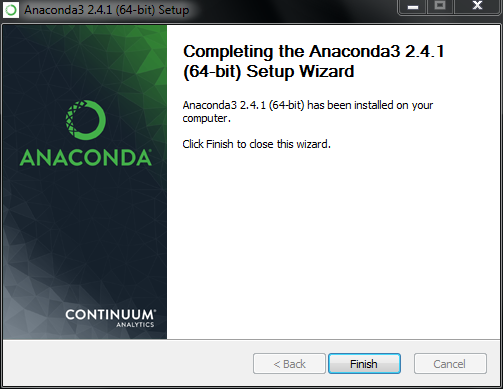 Anaconda3 2.4.1 (64-bit) Setup
Completing the Anaconda3 2.4.1
(64-bit) Setup Wizard
Anaconda3 2.4.1 (64-bit) has been installed on your
computer.
Click Finish to close this wizard.
ANACONDA
CONTINUUM
ANALYTICS
< Back
Finish
Cancel